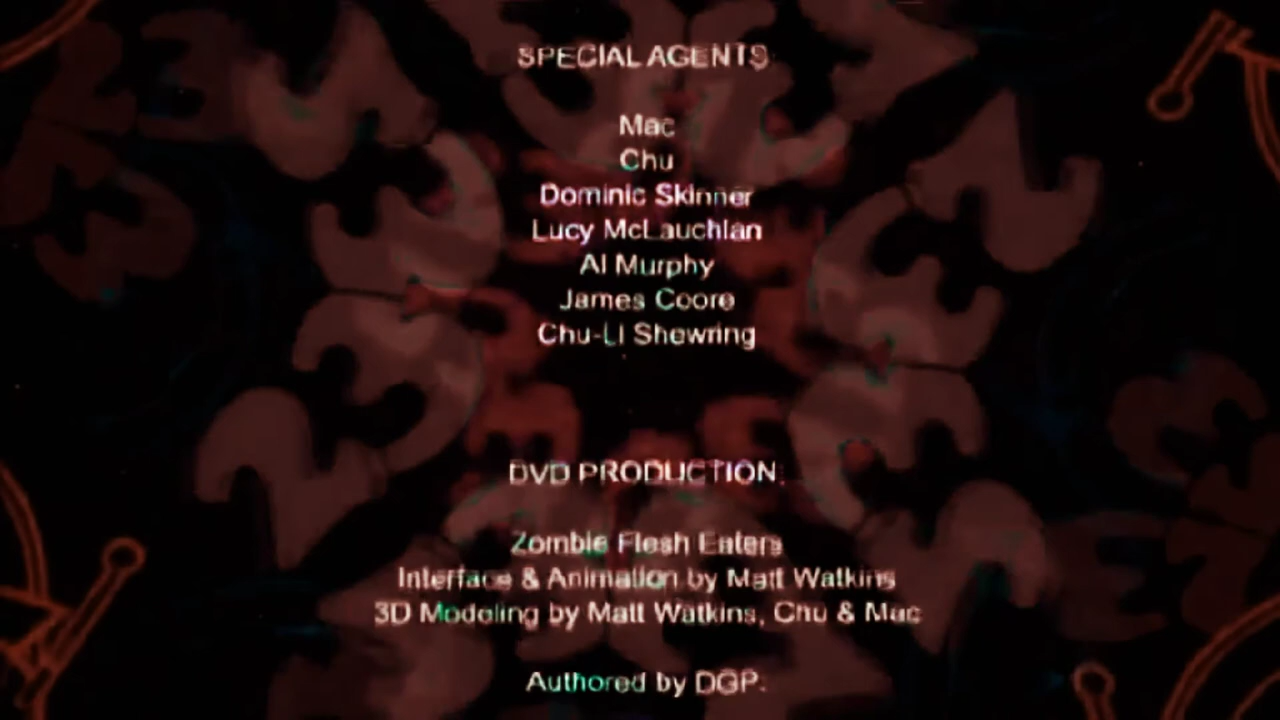 SPECIAL AGENTS
Mac
Chu
Dominic Skinner
Lucy McLauchlan
Al Murphy
James Coore
Chu-Li Shewring
DVD PRODUCTION:
Zombie Flesh Eaters
Interface & Animation by Matt Watkins
3D Modeling by Matt Watkins, Chu & Mac
Authored by DGP.